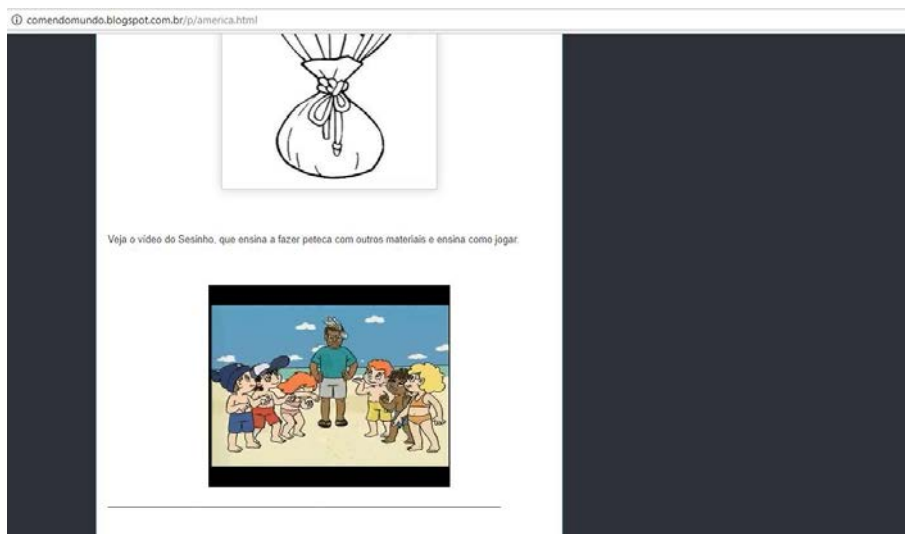 comendomundo.blogspot.com.br/p/america.html
Veja o vídeo do Sesinho, que ensina a fazer peteca com outros materiais e ensina como jogar.